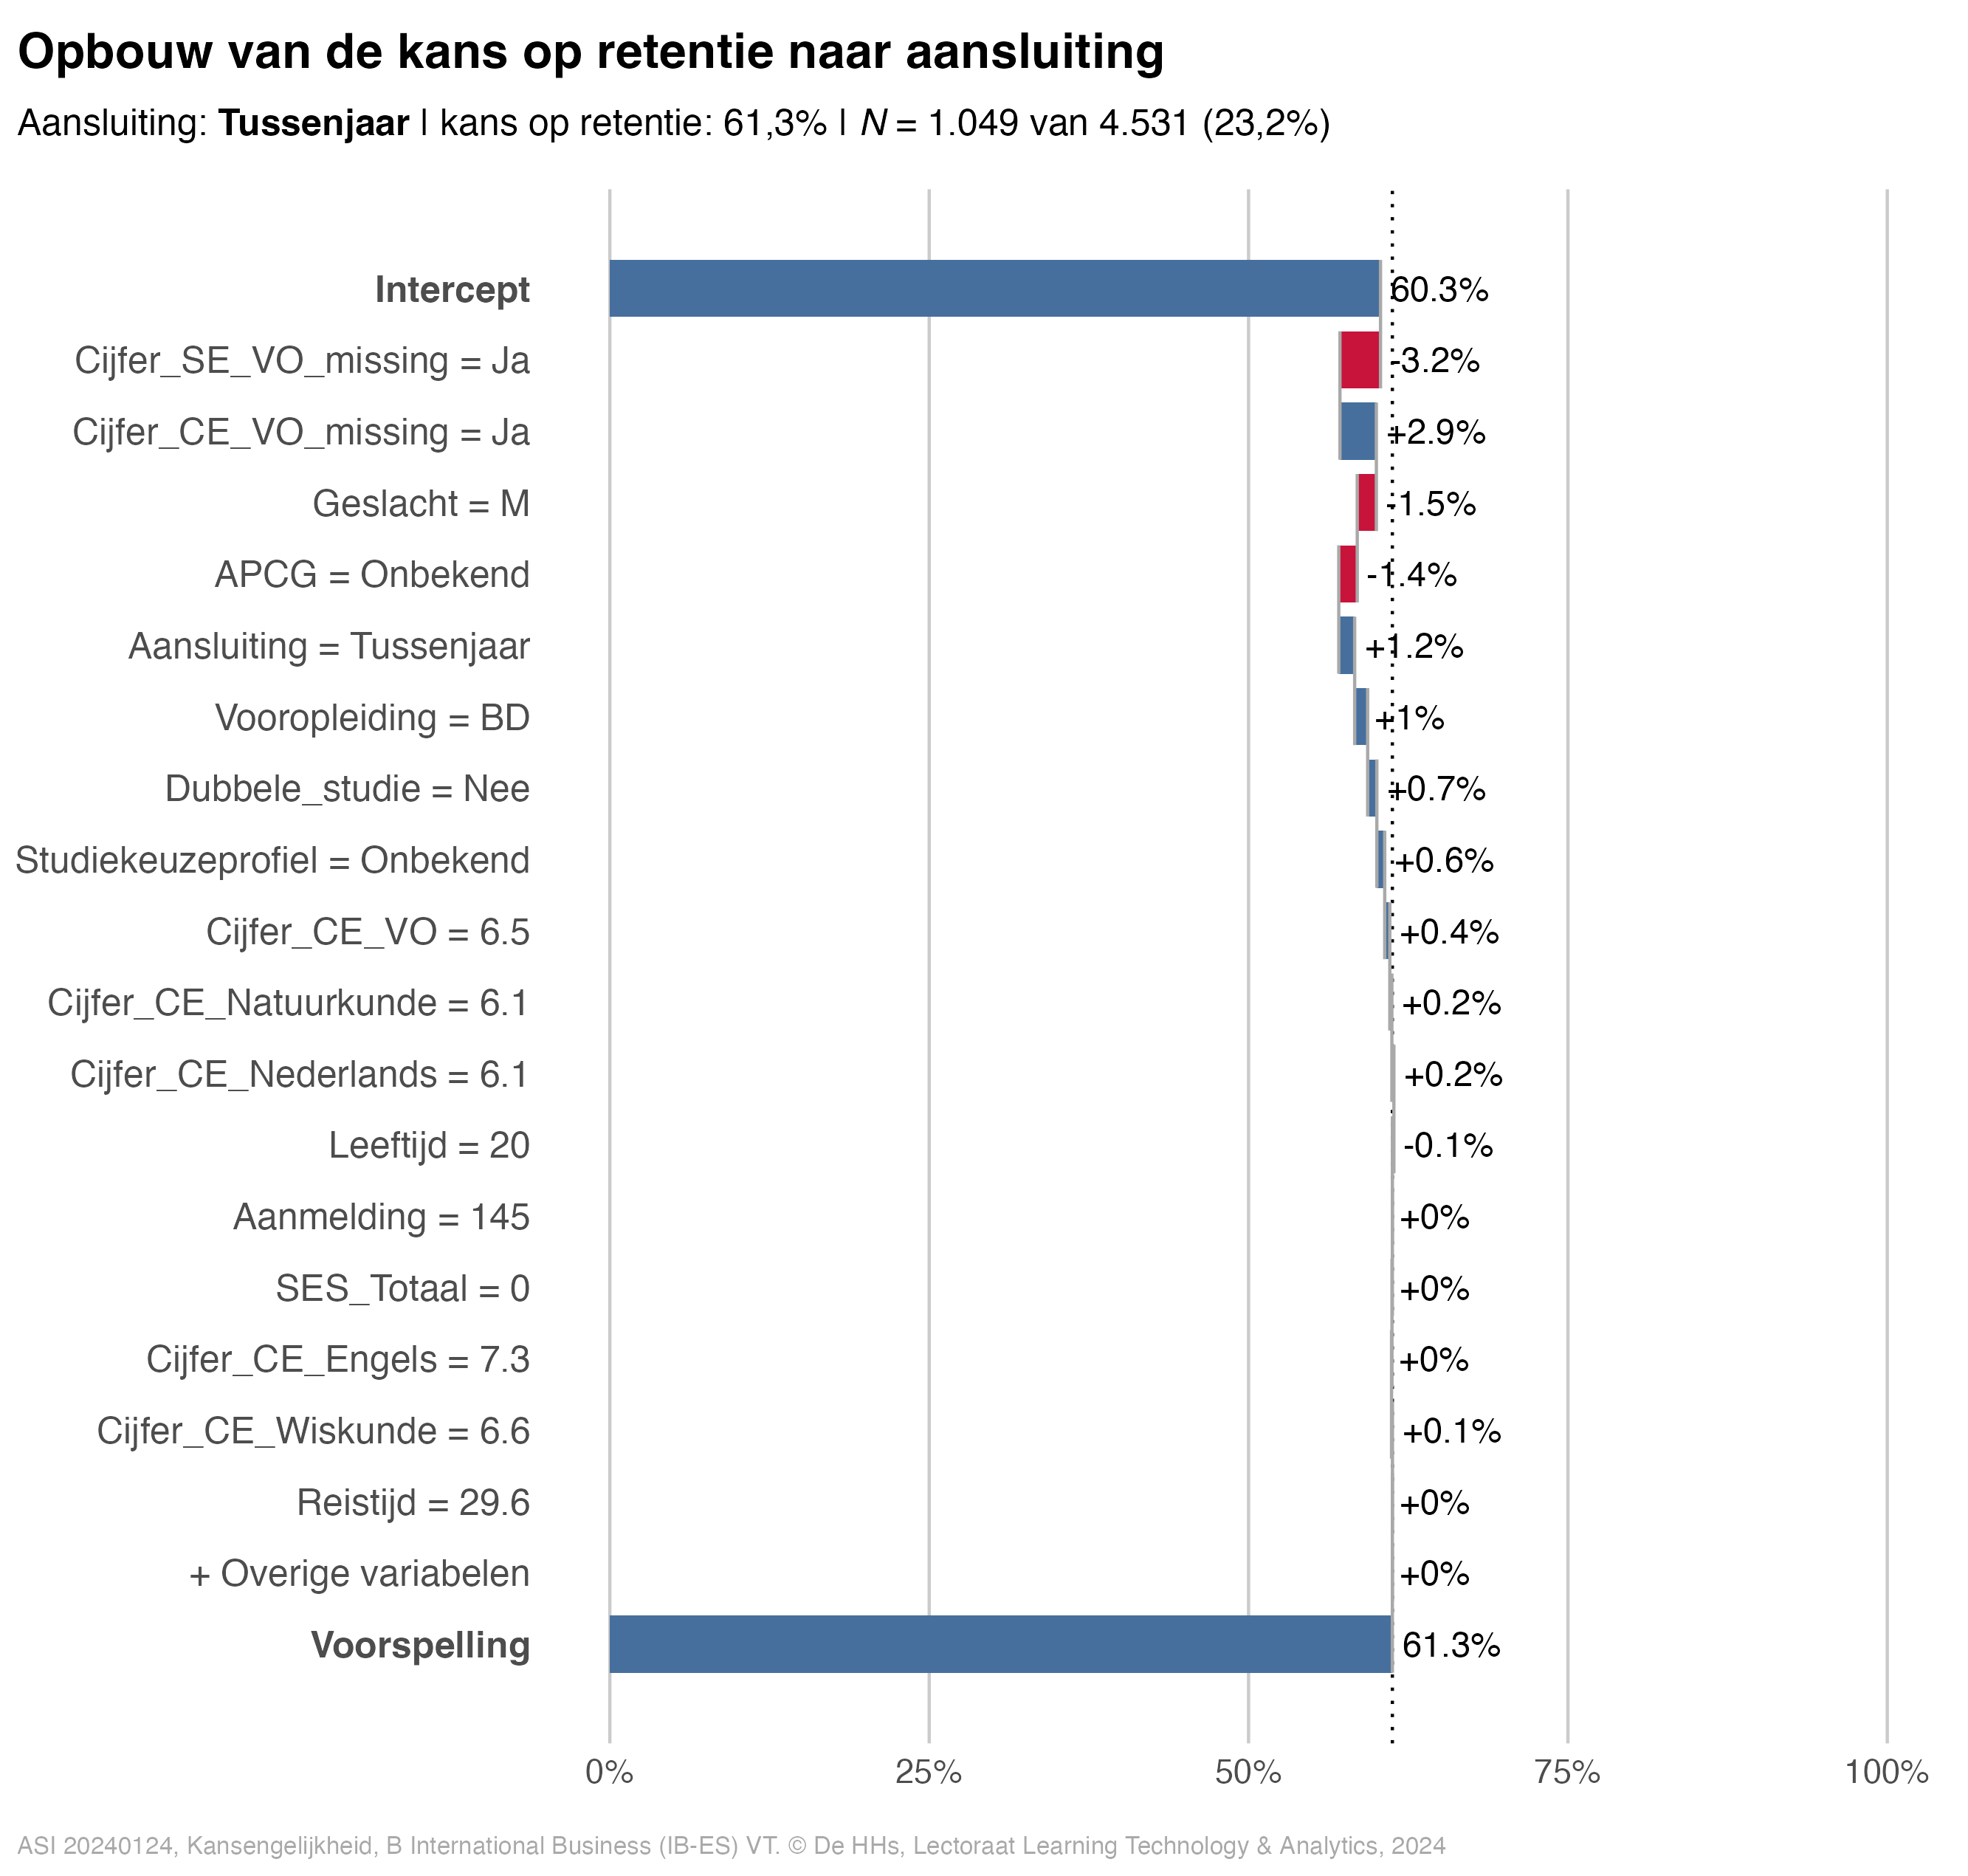 Opbouw van de kans op retentie naar aansluiting
Aansluiting: Tussenjaar | kans op retentie: 61,3% | N = 1.049 van 4.531 (23,2%)
Intercept 60.3%
Cijfer_SE_VO_missing = Ja -3.2%
Cijfer_CE_VO_missing = Ja +2.9%
Geslacht = M -1.5%
APCG = Onbekend -1.4%
Aansluiting = Tussenjaar +1.2%
Vooropleiding = BD +1%
Dubbele_studie = Nee +0.7%
Studiekeuzeprofiel = Onbekend +0.6%
Cijfer_CE_VO = 6.5 +0.4%
Cijfer_CE_Natuurkunde = 6.1 +0.2%
Cijfer_CE_Nederlands = 6.1 +0.2%
Leeftijd = 20 -0.1%
Aanmelding = 145 +0%
SES_Totaal = 0 +0%
Cijfer_CE_Engels = 7.3 +0%
Cijfer_CE_Wiskunde = 6.6 +0.1%
Reistijd = 29.6 +0%
+ Overige variabelen +0%
Voorspelling 61.3%
0% 25% 50% 75% 100%
ASI 20240124, Kansengelijkheid, B International Business (IB-ES) VT. © De HHs, Lectoraat Learning Technology & Analytics, 2024